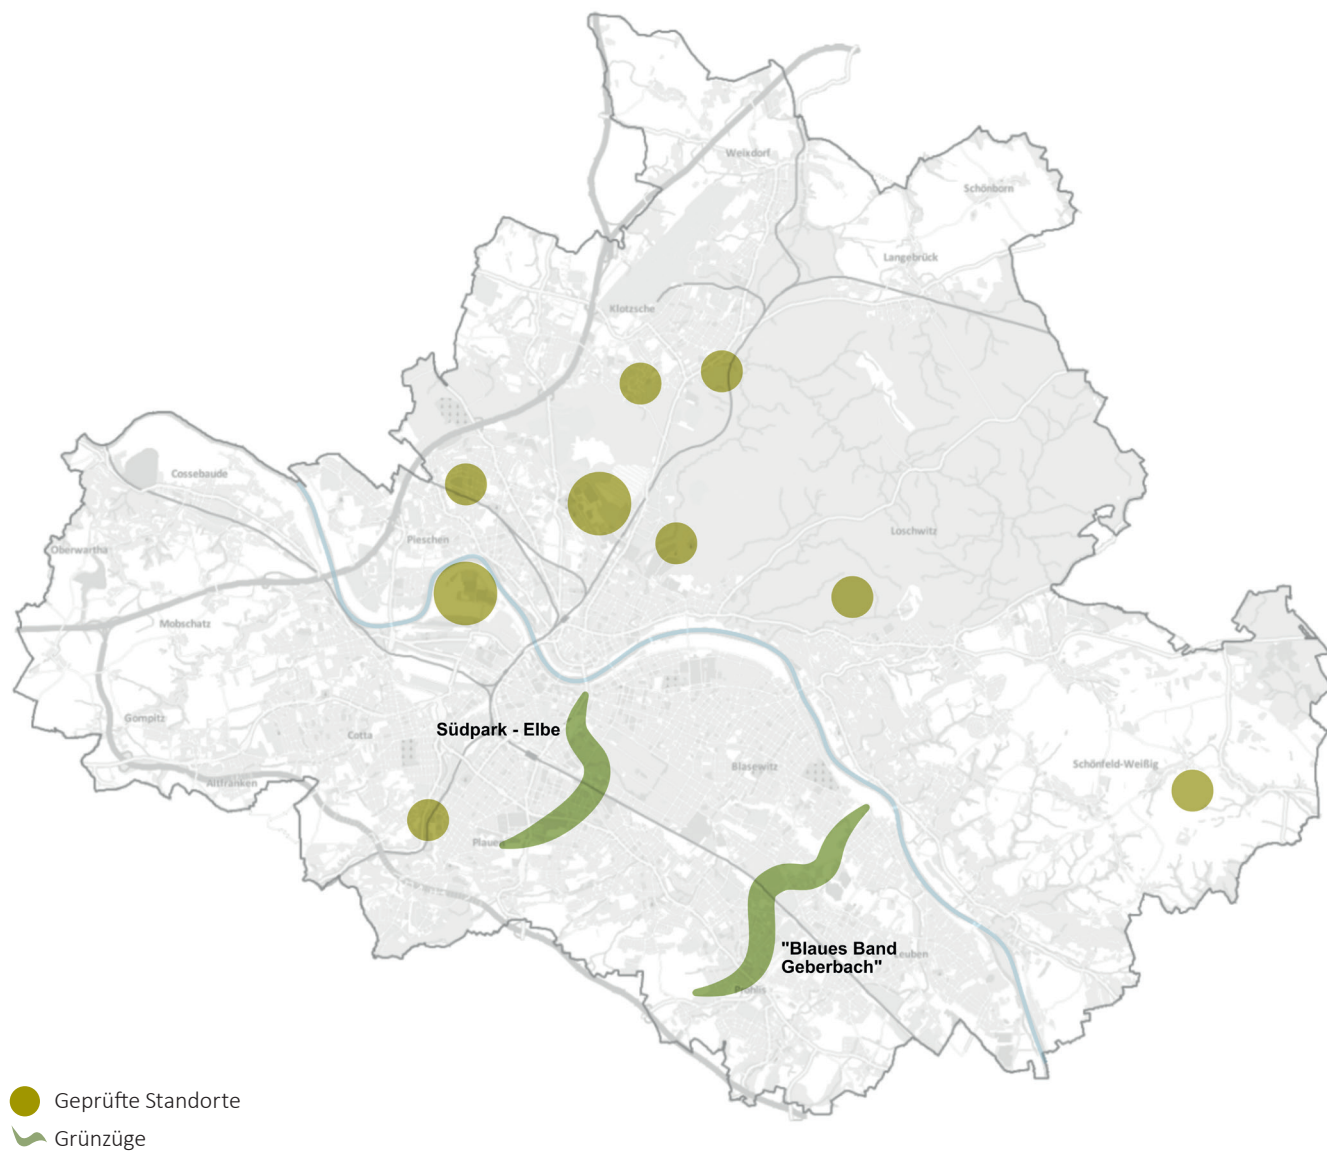 Weixdorf
Schönborn
Langebrück
Klotzsche
Cossebaude
Pieschen
Loschwitz
Oberwartha
Mobschatz
Gompitz
Südpark - Elbe
Cotta
Blasewitz
Schönfeld-Weißig
Altfranken
Plauen
"Blaues Band
Geberbach"
Leuben
Prohlis
Geprüfte Standorte
Grünzüge